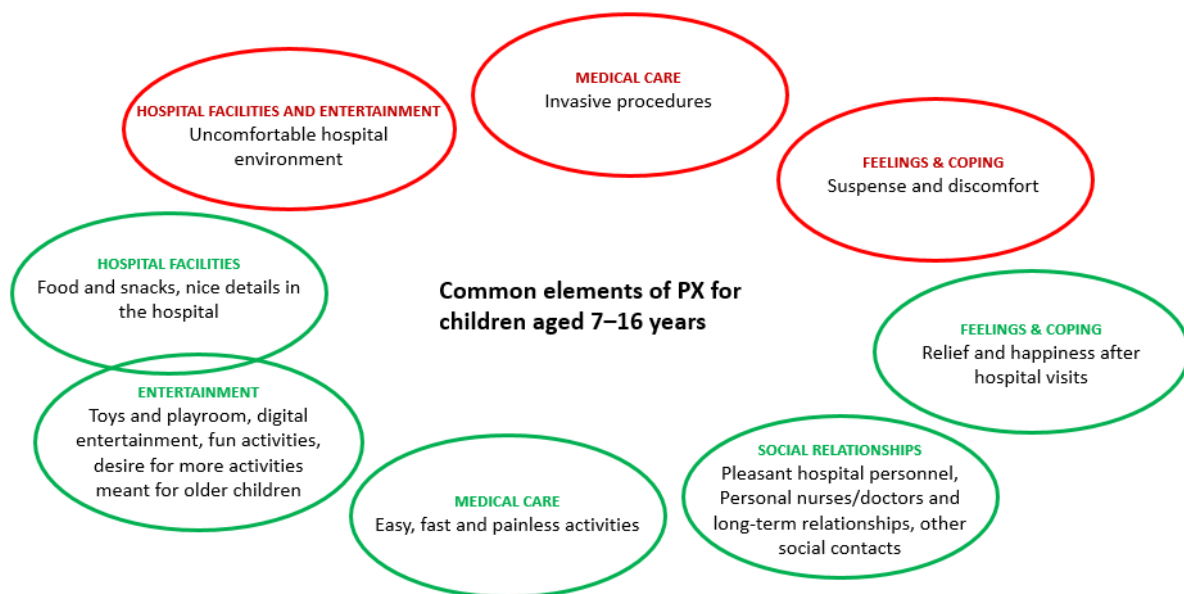 MEDICAL CARE
Invasive procedures
HOSPITAL FACILITIES AND ENTERTAINMENT
Uncomfortable hospital
environment
FEELINGS & COPING
Suspense and discomfort
HOSPITAL FACILITIES
Food and snacks, nice details in
the hospital
Common elements of PX for
children aged 7–16 years
FEELINGS & COPING
Relief and happiness after
hospital visits
ENTERTAINMENT
Toys and playroom, digital
entertainment, fun activities,
desire for more activities
meant for older children
MEDICAL CARE
Easy, fast and painless activities
SOCIAL RELATIONSHIPS
Pleasant hospital personnel,
Personal nurses/doctors and
long-term relationships, other
social contacts